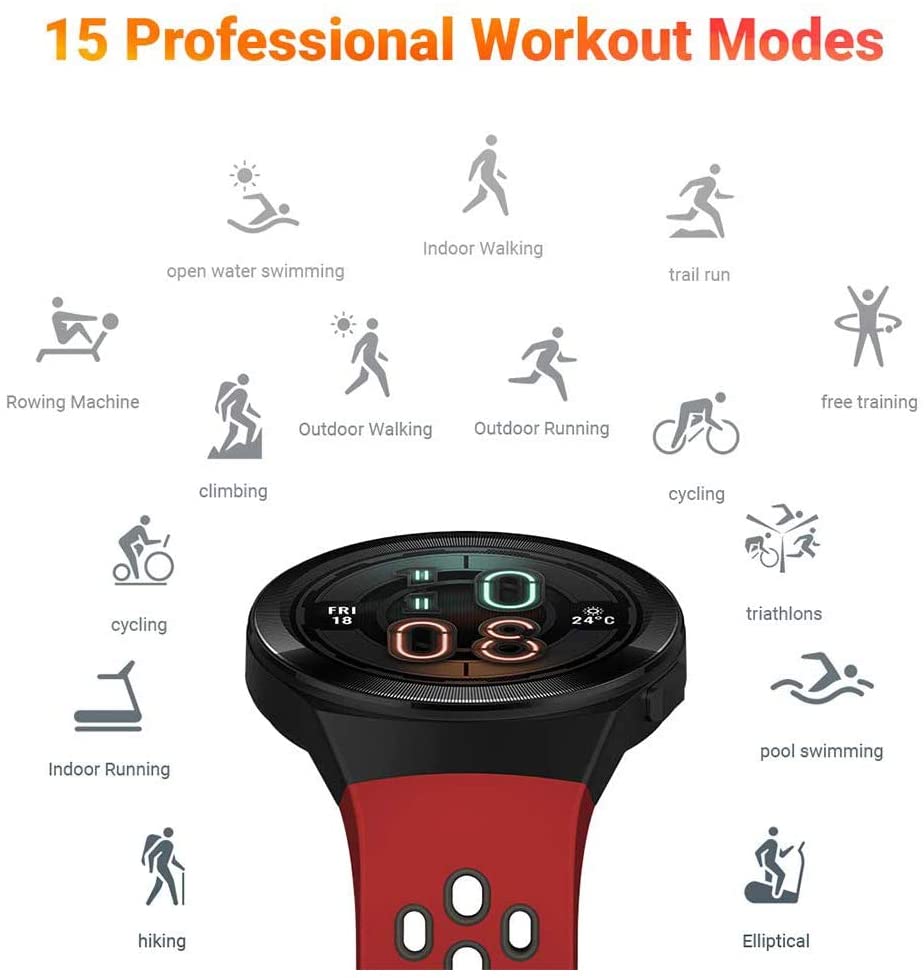 15 Professional Workout Modes
open water swimming
Indoor Walking
trail run
Rowing Machine
Outdoor Walking
Outdoor Running
free training
climbing
cycling
cycling
triathlons
Indoor Running
pool swimming
hiking
Elliptical
10
08
FRI
18
24°C